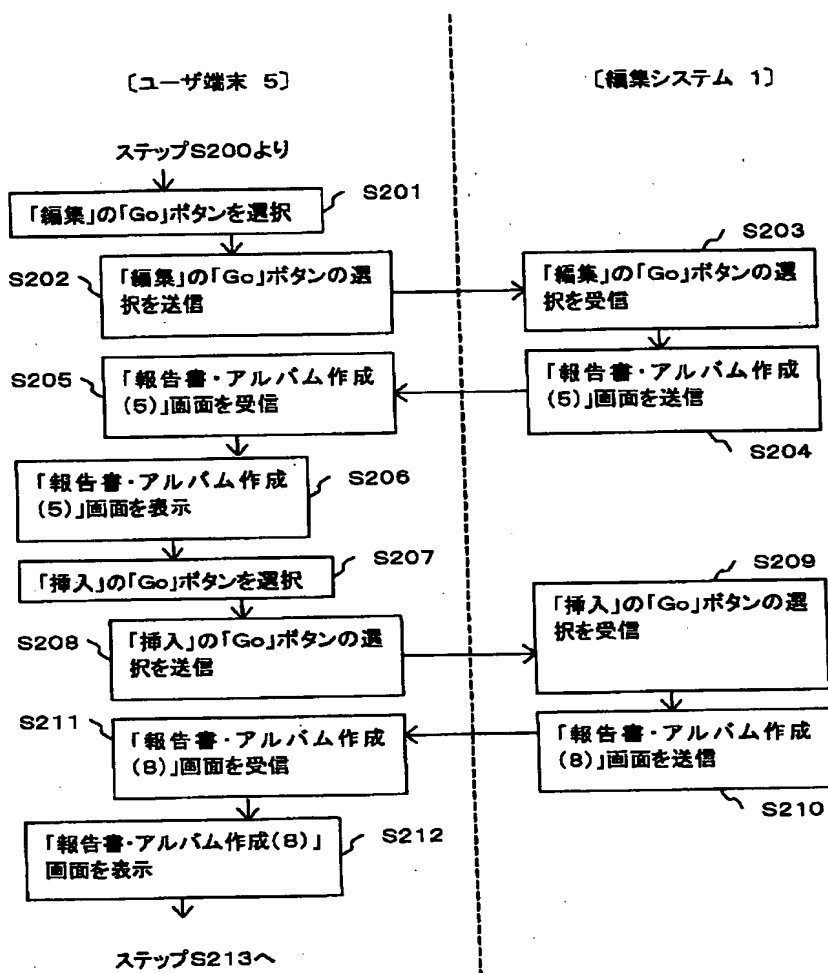 〔ユーザ端末 5〕
〔編集システム 1〕
ステップS200より
S201
「編集」の「Go」ボタンを選択
S202
「編集」の「Go」ボタンの選
択を送信
S203
「編集」の「Go」ボタンの選
択を受信
S205
「報告書・アルバム作成
(5)」画面を受信
「報告書・アルバム作成
(5)」画面を送信
S204
「報告書・アルバム作成
(5)」画面を表示
S206
S207
「挿入」の「Go」ボタンを選択
S209
「挿入」の「Go」ボタンの選
択を受信
S208
「挿入」の「Go」ボタンの選
択を送信
S211
「報告書・アルバム作成
(8)」画面を受信
「報告書・アルバム作成
(8)」画面を送信
S210
「報告書・アルバム作成(8)」
画面を表示
S212
ステップS213へ